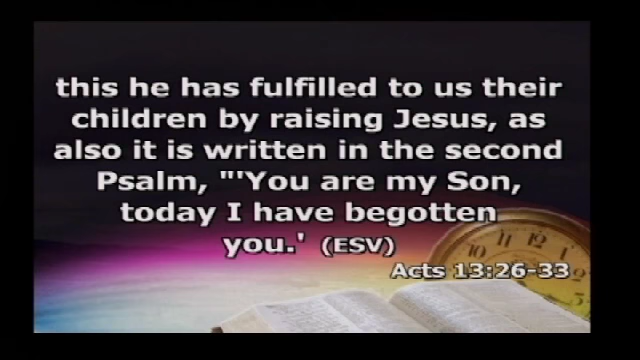 this he has fulfilled to us their
children by raising Jesus, as
also it is written in the second
Psalm, "'You are my Son,
today I have begotten
you.' (ESV)
Acts 13:26-33